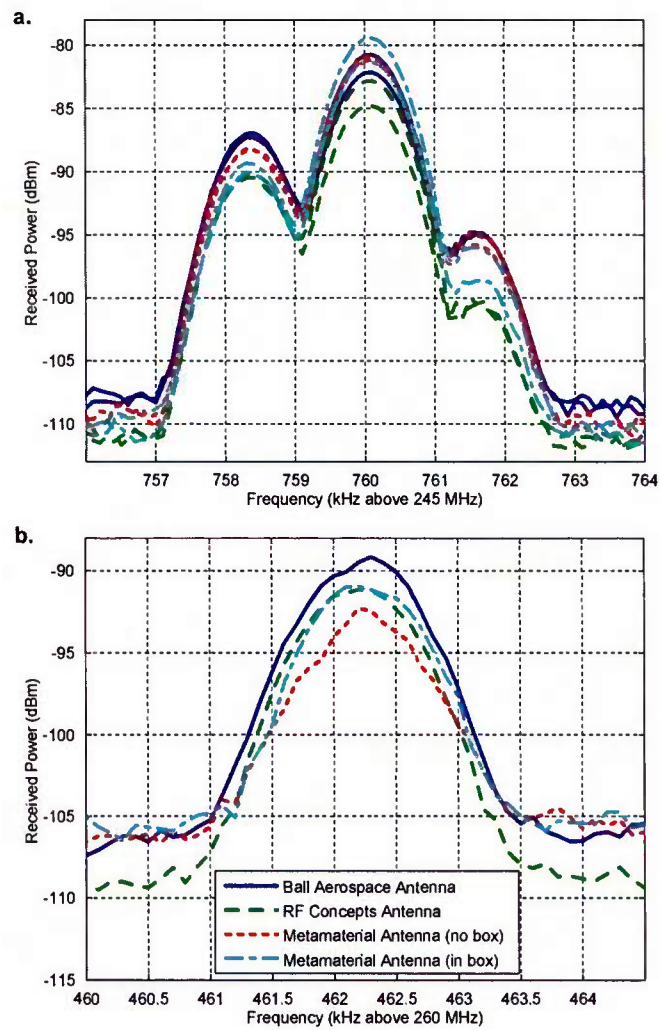 a.
-80
-85
-90
-95
-100
-105
-110
Received Power (dBm)
757 758 759 760 761 762 763 764
Frequency (kHz above 245 MHz)
b.
-90
-95
-100
-105
-110
-115
Received Power (dBm)
Ball Aerospace Antenna
RF Concepts Antenna
Metamaterial Antenna (no box)
Metamaterial Antenna (in box)
460 460.5 461 461.5 462 462.5 463 463.5 464
Frequency (kHz above 260 MHz)